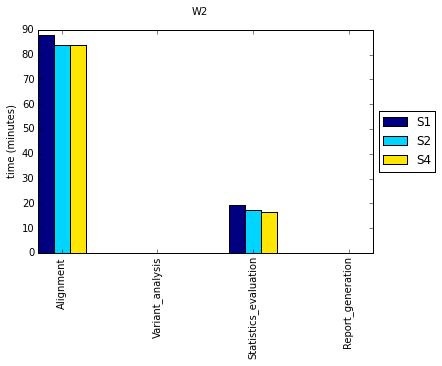 W2
time (minutes)
90
80
70
60
50
40
30
20
10
0
Alignment
Variant_analysis
Statistics_evaluation
Report_generation
S1
S2
S4